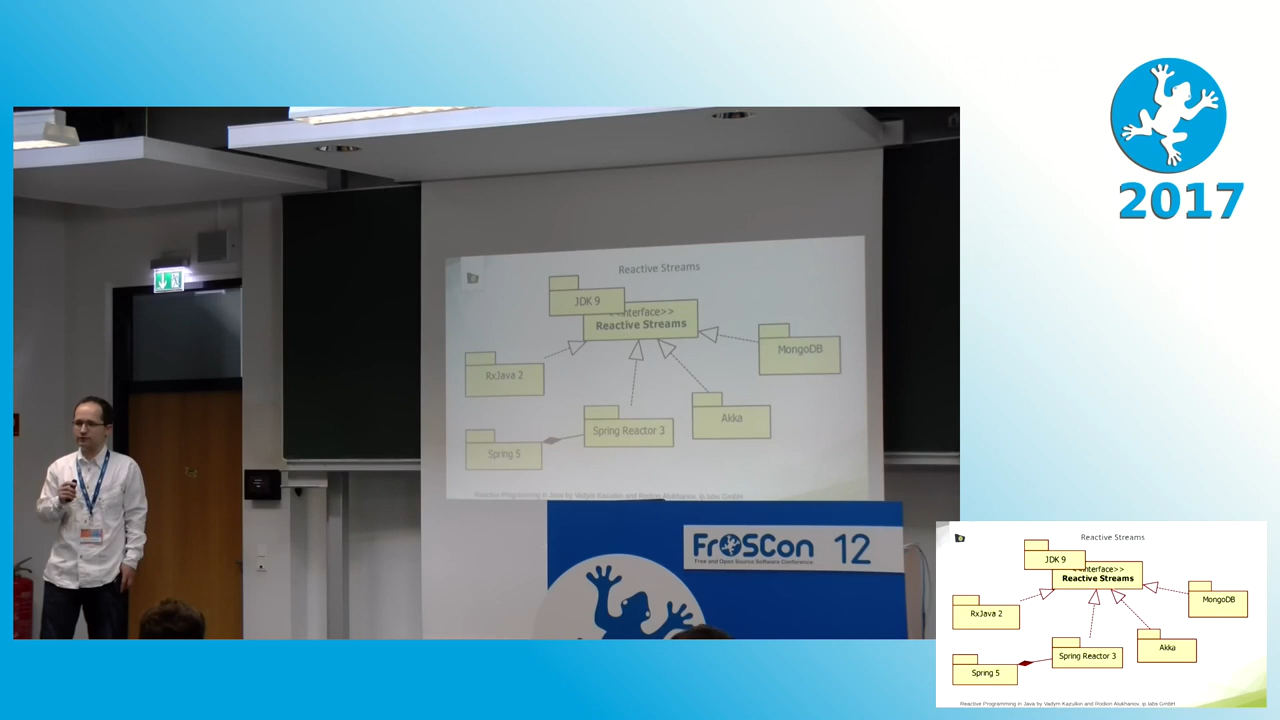 2017
Reactive Streams
JDK 9
<<interface>>
Reactive Streams
MongoDB
RxJava 2
Akka
Spring Reactor 3
Spring 5
Reactive Programming in Java by Vadym Kazulkin and Rodion Alukhanov, ip.labs GmbH
FrOSCon 12
Free and Open Source Software Conference
Reactive Streams
JDK 9
<<interface>>
Reactive Streams
MongoDB
RxJava 2
Akka
Spring Reactor 3
Spring 5
Reactive Programming in Java by Vadym Kazulkin and Rodion Alukhanov, ip.labs GmbH